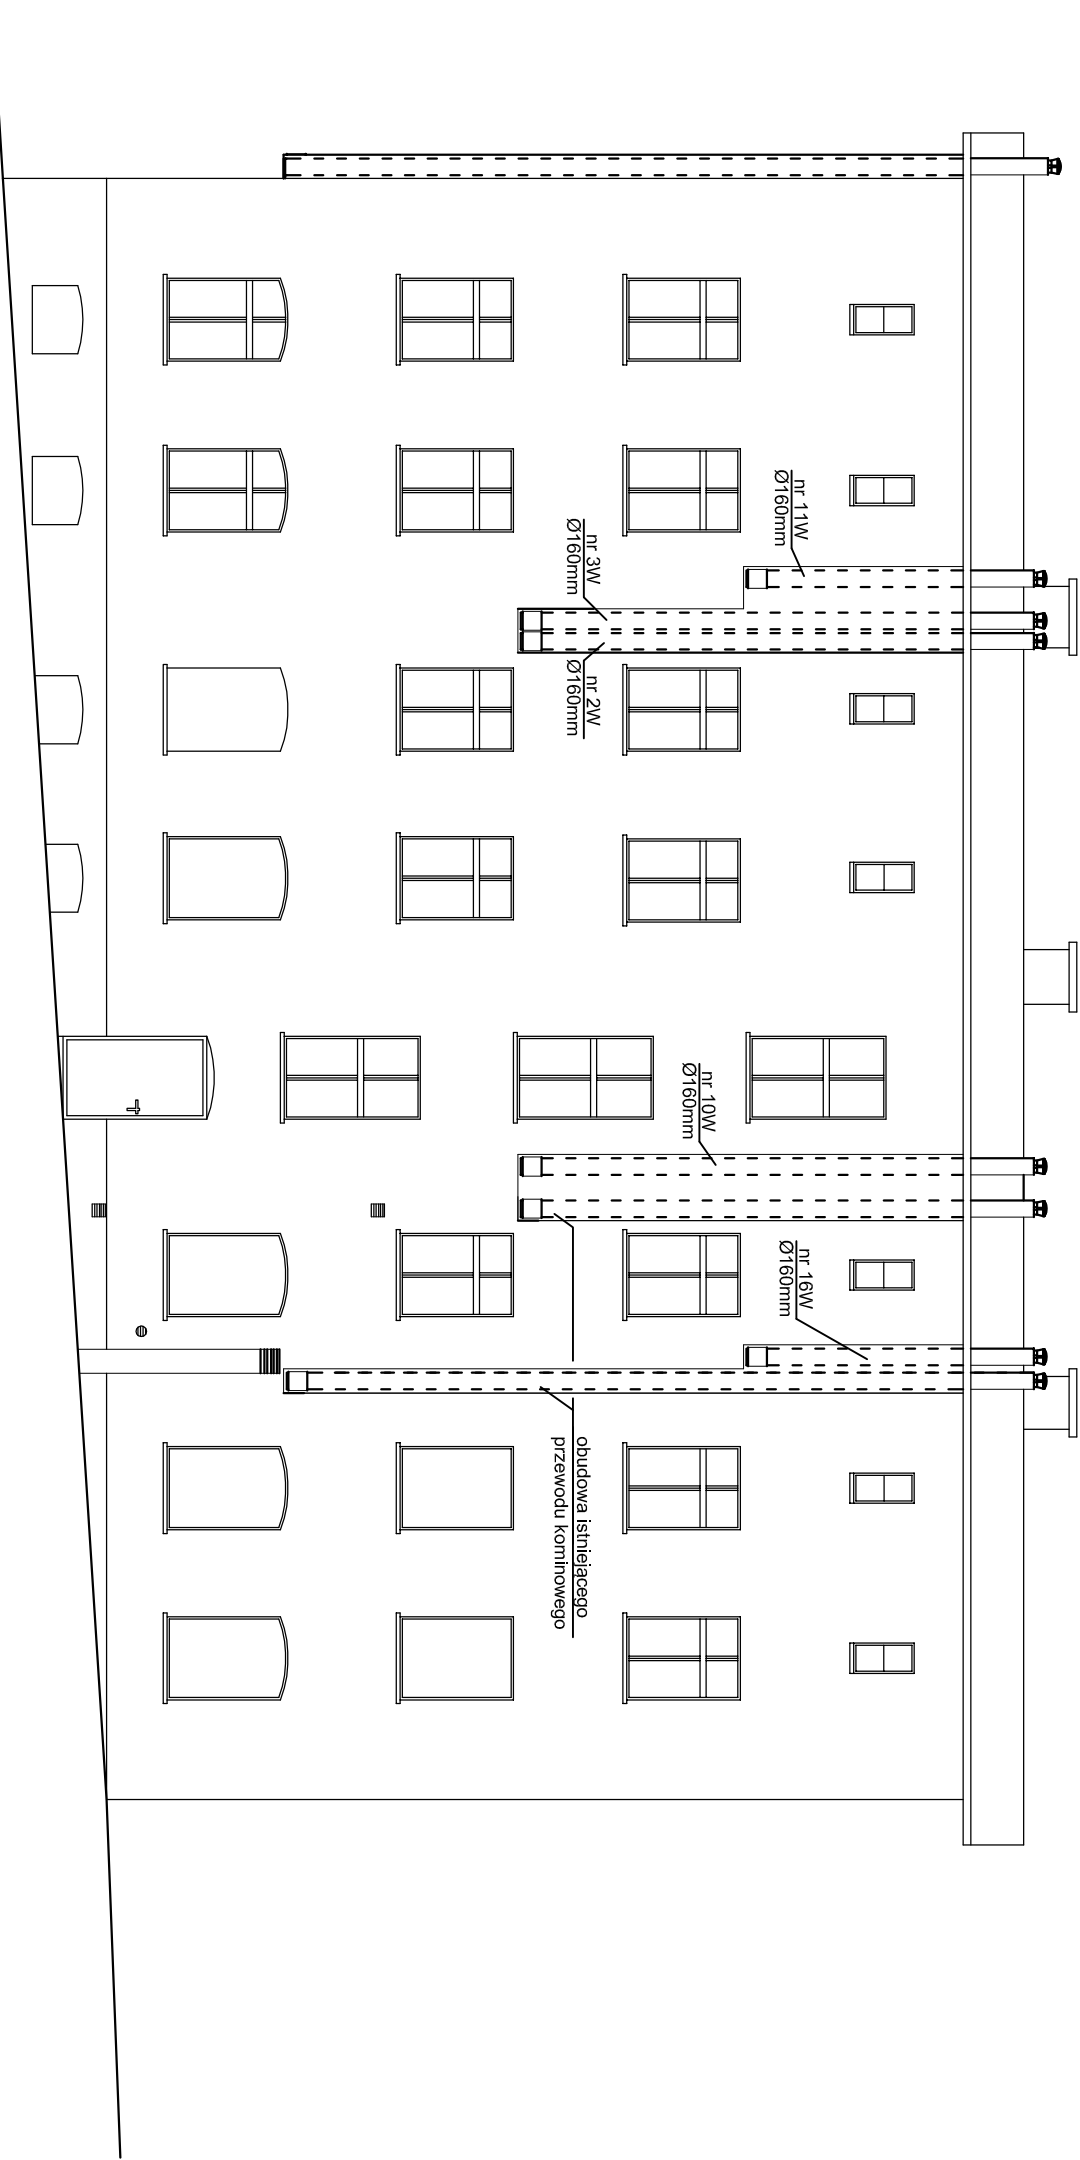 nr 11W
Ø160mm
nr 3W
Ø160mm
nr 2W
Ø160mm
nr 10W
Ø160mm
nr 16W
Ø160mm
obudowa istniejącego
przewodu kominowego